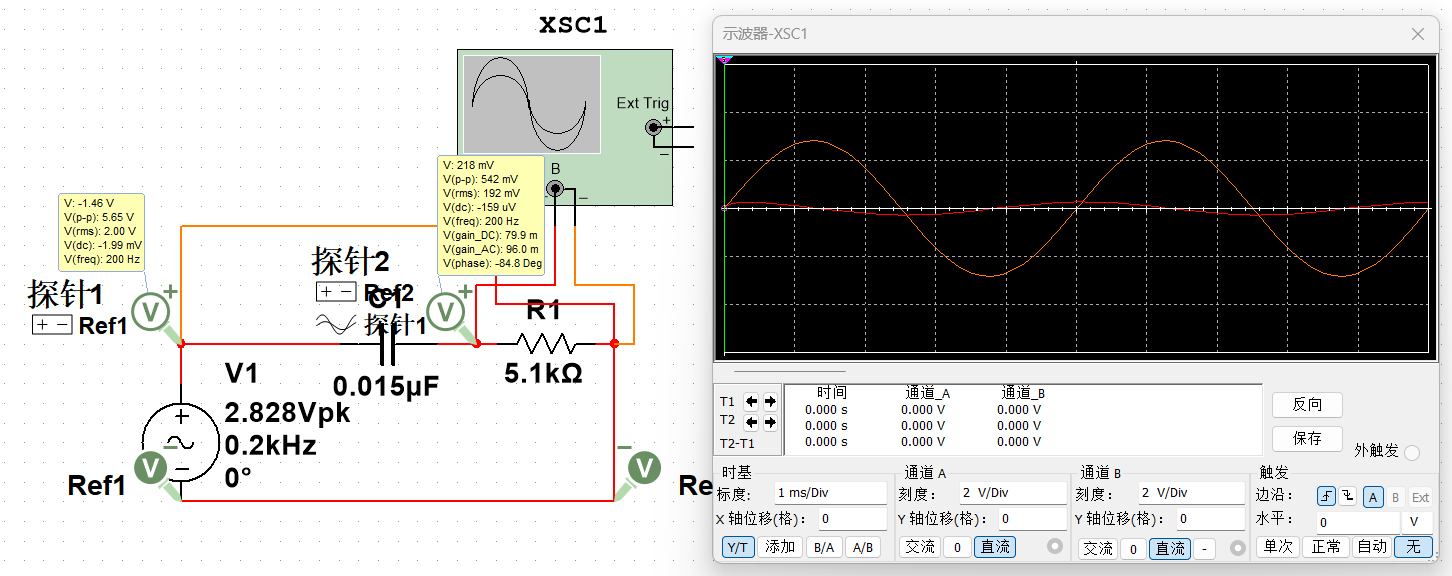 XSC1
Ext Trig
+
−
B
−
V: -1.46 V
V(p-p): 5.65 V
V(rms): 2.00 V
V(dc): -1.99 mV
V(freq): 200 Hz
V: 218 mV
V(p-p): 542 mV
V(rms): 192 mV
V(dc): -159 uV
V(freq): 200 Hz
V(gain_DC): 79.9 m
V(gain_AC): 96.0 m
V(phase): -84.8 Deg
探针1
+ − Ref1
V +
探针2
+ − Ref2
探针1
V +
C1
0.015µF
R1
5.1kΩ
V1
2.828Vpk
0.2kHz
0°
+
−
Ref1
V −
V −
Re
示波器-XSC1
时间 通道_A 通道_B
T1 0.000 s 0.000 V 0.000 V
T2 0.000 s 0.000 V 0.000 V
T2-T1 0.000 s 0.000 V 0.000 V
反向
保存
外触发
时基
标度: 1 ms/Div
X 轴位移(格): 0
Y/T 添加 B/A A/B
通道 A
刻度: 2 V/Div
Y 轴位移(格): 0
交流 0 直流
通道 B
刻度: 2 V/Div
Y 轴位移(格): 0
交流 0 直流 -
触发
边沿: A B Ext
水平: 0 V
单次 正常 自动 无